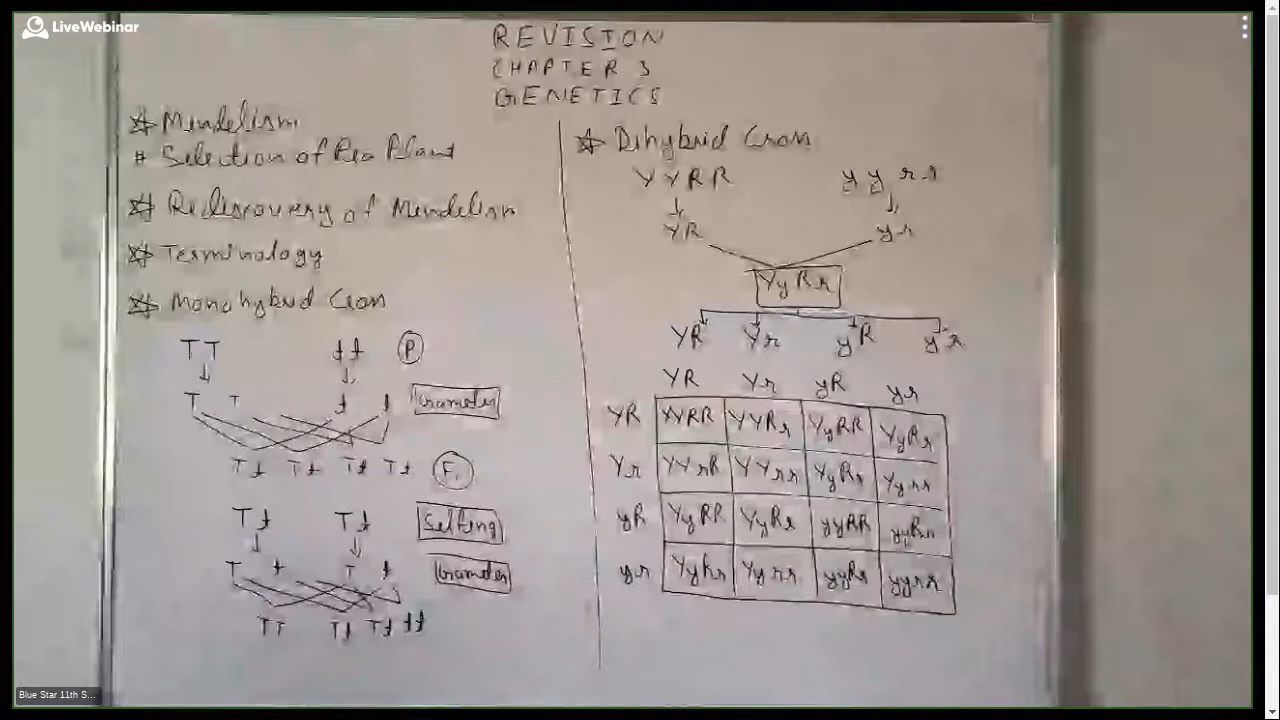 LiveWebinar
REVISION
CHAPTER 3
GENETICS
Mendelism
# Selection of Pea Plant
Rediscovery of Mendelism
Terminology
Monohybrid Cross
TT tt P
T T t t Gametes
Tt Tt Tt Tt F1
Tt Tt Selfing
T t T t Gametes
TT Tt Tt tt
Dihybrid Cross
YYRR yyrr
YR yr
YyRr
YR Yr yR yr
YR Yr yR yr
YR YYRR YYRr YyRR YyRr
Yr YYrR YYrr YyRr Yyrr
yR YyRR YyRr yyRR yyRr
yr YyRr Yyrr yyRr yyrr
Blue Star 11th S...